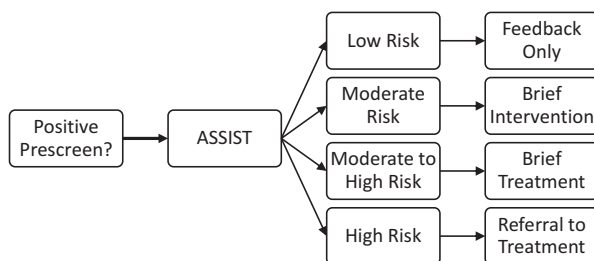 Positive
Prescreen?
ASSIST
Low Risk
Feedback
Only
Moderate
Risk
Brief
Intervention
Moderate to
High Risk
Brief
Treatment
High Risk
Referral to
Treatment